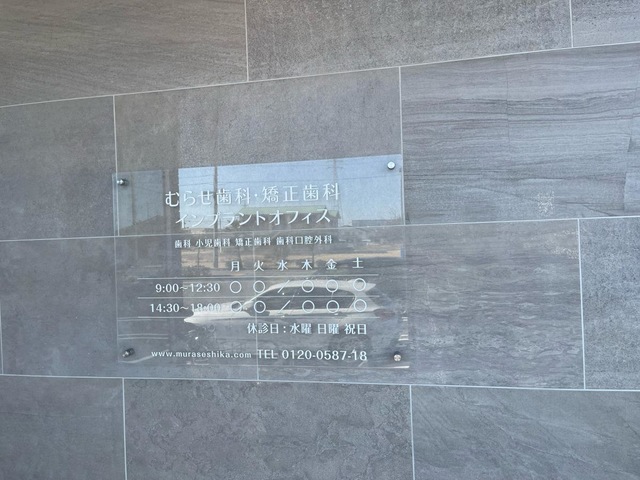 むらせ歯科・矯正歯科
インプラントオフィス
歯科 小児歯科 矯正歯科 歯科口腔外科
月 火 水 木 金 土
9:00～12:30 ○ ○ ／ ○ ○ ○
14:30～18:00 ○ ○ ／ ○ ○ ○
休診日：水曜 日曜 祝日
www.muraseshika.com TEL 0120-0587-18